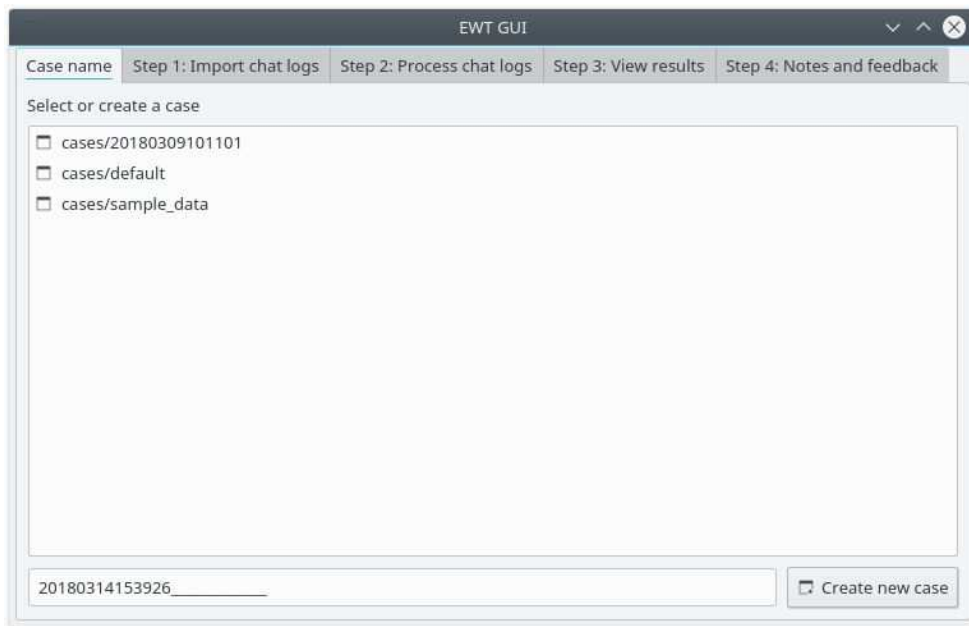 EWT GUI
Case name Step 1: Import chat logs Step 2: Process chat logs Step 3: View results Step 4: Notes and feedback
Select or create a case
cases/20180309101101
cases/default
cases/sample_data
20180314153926____________ Create new case